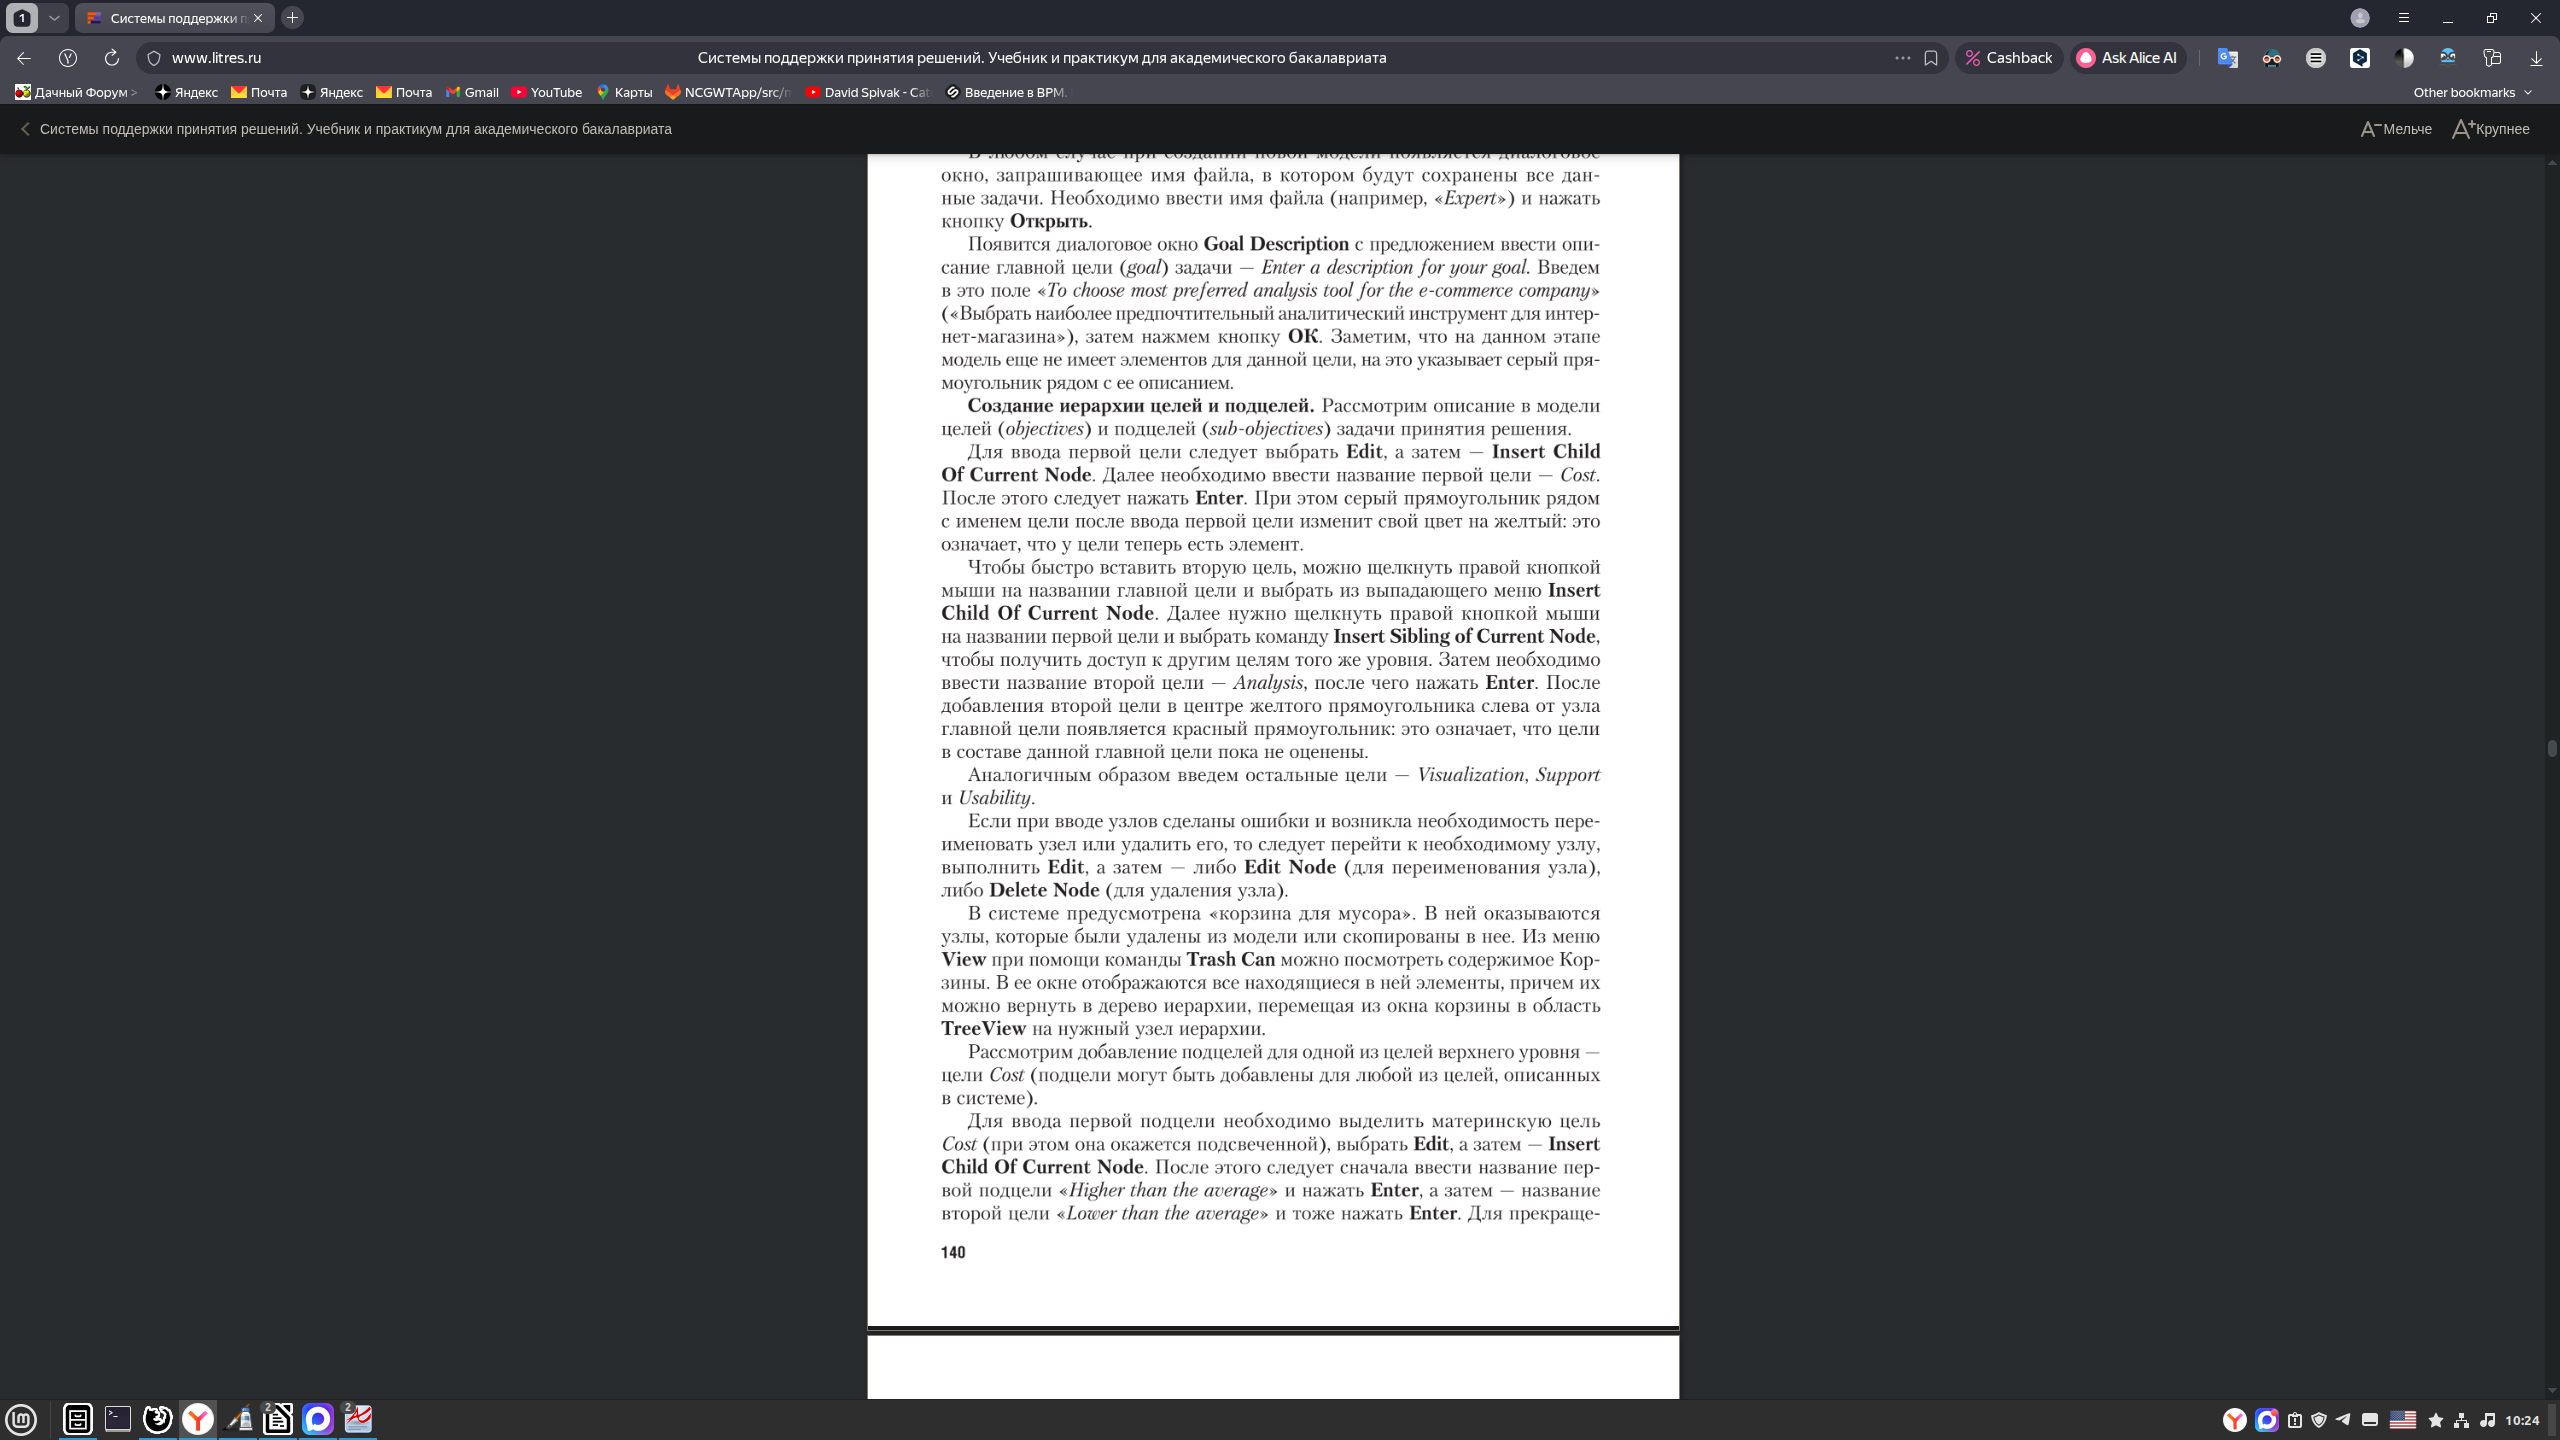 1
Системы поддержки п
www.litres.ru
Системы поддержки принятия решений. Учебник и практикум для академического бакалавриата
Cashback
Ask Alice AI
Дачный Форум >
Яндекс
Почта
Яндекс
Почта
Gmail
YouTube
Карты
NCGWTApp/src/
David Spivak - Cat
Введение в BPM.
Other bookmarks
Системы поддержки принятия решений. Учебник и практикум для академического бакалавриата
A− Мельче
A+ Крупнее
В любом случае при создании новой модели появляется диалоговое
окно, запрашивающее имя файла, в котором будут сохранены все дан-
ные задачи. Необходимо ввести имя файла (например, «Expert») и нажать
кнопку Открыть.
Появится диалоговое окно Goal Description с предложением ввести опи-
сание главной цели (goal) задачи — Enter a description for your goal. Введем
в это поле «To choose most preferred analysis tool for the e-commerce company»
(«Выбрать наиболее предпочтительный аналитический инструмент для интер-
нет-магазина»), затем нажмем кнопку OK. Заметим, что на данном этапе
модель еще не имеет элементов для данной цели, на это указывает серый пря-
моугольник рядом с ее описанием.
Создание иерархии целей и подцелей. Рассмотрим описание в модели
целей (objectives) и подцелей (sub-objectives) задачи принятия решения.
Для ввода первой цели следует выбрать Edit, а затем — Insert Child
Of Current Node. Далее необходимо ввести название первой цели — Cost.
После этого следует нажать Enter. При этом серый прямоугольник рядом
с именем цели после ввода первой цели изменит свой цвет на желтый: это
означает, что у цели теперь есть элемент.
Чтобы быстро вставить вторую цель, можно щелкнуть правой кнопкой
мыши на названии главной цели и выбрать из выпадающего меню Insert
Child Of Current Node. Далее нужно щелкнуть правой кнопкой мыши
на названии первой цели и выбрать команду Insert Sibling of Current Node,
чтобы получить доступ к другим целям того же уровня. Затем необходимо
ввести название второй цели — Analysis, после чего нажать Enter. После
добавления второй цели в центре желтого прямоугольника слева от узла
главной цели появляется красный прямоугольник: это означает, что цели
в составе данной главной цели пока не оценены.
Аналогичным образом введем остальные цели — Visualization, Support
и Usability.
Если при вводе узлов сделаны ошибки и возникла необходимость пере-
именовать узел или удалить его, то следует перейти к необходимому узлу,
выполнить Edit, а затем — либо Edit Node (для переименования узла),
либо Delete Node (для удаления узла).
В системе предусмотрена «корзина для мусора». В ней оказываются
узлы, которые были удалены из модели или скопированы в нее. Из меню
View при помощи команды Trash Can можно посмотреть содержимое Кор-
зины. В ее окне отображаются все находящиеся в ней элементы, причем их
можно вернуть в дерево иерархии, перемещая из окна корзины в область
TreeView на нужный узел иерархии.
Рассмотрим добавление подцелей для одной из целей верхнего уровня —
цели Cost (подцели могут быть добавлены для любой из целей, описанных
в системе).
Для ввода первой подцели необходимо выделить материнскую цель
Cost (при этом она окажется подсвеченной), выбрать Edit, а затем — Insert
Child Of Current Node. После этого следует сначала ввести название пер-
вой подцели «Higher than the average» и нажать Enter, а затем — название
второй цели «Lower than the average» и тоже нажать Enter. Для прекраще-
140
2
2
10:24